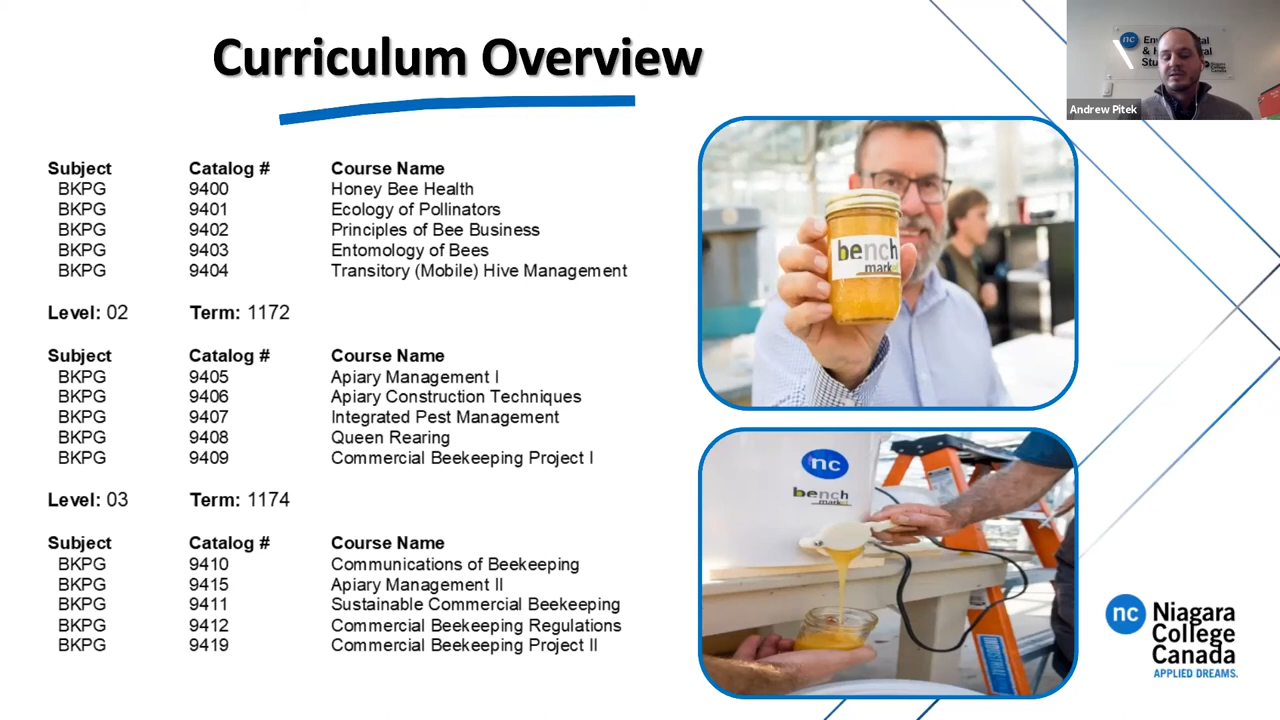 Curriculum Overview
Subject Catalog # Course Name
BKPG 9400 Honey Bee Health
BKPG 9401 Ecology of Pollinators
BKPG 9402 Principles of Bee Business
BKPG 9403 Entomology of Bees
BKPG 9404 Transitory (Mobile) Hive Management
Level: 02 Term: 1172
Subject Catalog # Course Name
BKPG 9405 Apiary Management I
BKPG 9406 Apiary Construction Techniques
BKPG 9407 Integrated Pest Management
BKPG 9408 Queen Rearing
BKPG 9409 Commercial Beekeeping Project I
Level: 03 Term: 1174
Subject Catalog # Course Name
BKPG 9410 Communications of Beekeeping
BKPG 9415 Apiary Management II
BKPG 9411 Sustainable Commercial Beekeeping
BKPG 9412 Commercial Beekeeping Regulations
BKPG 9419 Commercial Beekeeping Project II
bench
market
nc
bench
market
nc
Andrew Pitek
nc Niagara
College
Canada
APPLIED DREAMS.